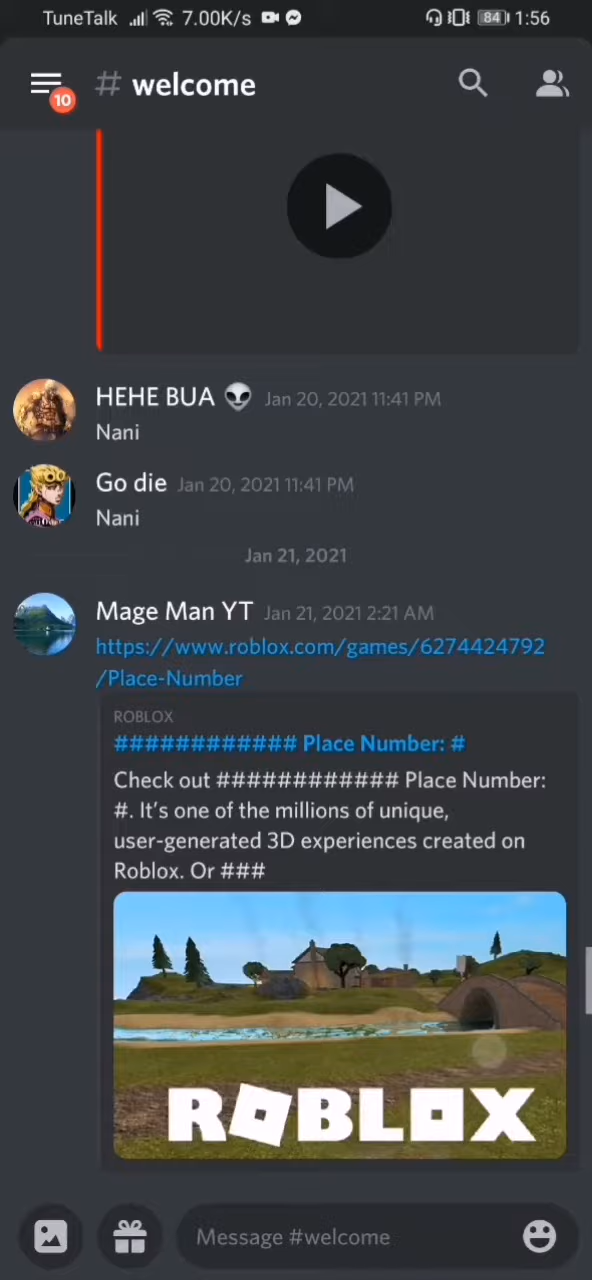 TuneTalk 7.00K/s 84 1:56
10 # welcome
HEHE BUA 👽 Jan 20, 2021 11:41 PM
Nani
Go die Jan 20, 2021 11:41 PM
Nani
Jan 21, 2021
Mage Man YT Jan 21, 2021 2:21 AM
https://www.roblox.com/games/6274424792
/Place-Number
ROBLOX
############ Place Number: #
Check out ############ Place Number:
#. It's one of the millions of unique,
user-generated 3D experiences created on
Roblox. Or ###
ROBLOX
Message #welcome